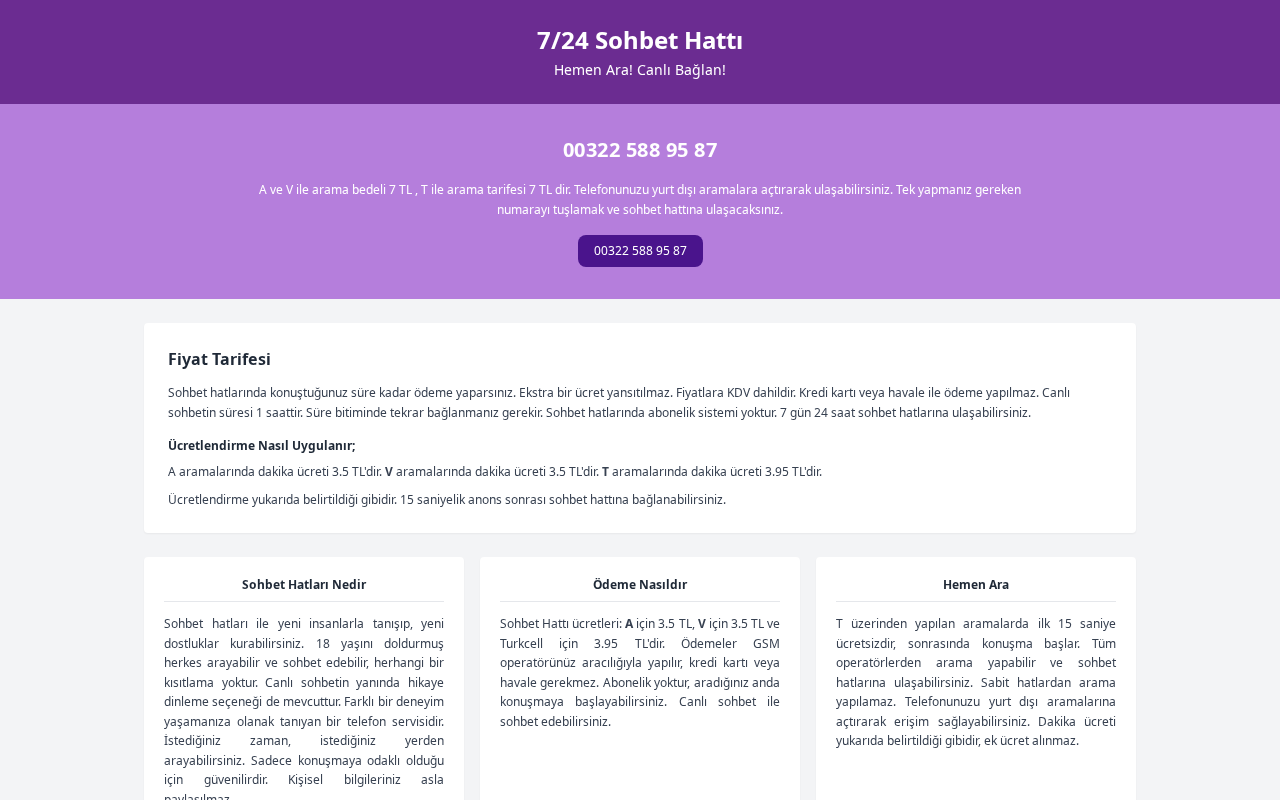 7/24 Sohbet Hattı
Hemen Ara! Canlı Bağlan!
00322 588 95 87
A ve V ile arama bedeli 7 TL , T ile arama tarifesi 7 TL dir. Telefonunuzu yurt dışı aramalara açtırarak ulaşabilirsiniz. Tek yapmanız gereken
numarayı tuşlamak ve sohbet hattına ulaşacaksınız.
00322 588 95 87
Fiyat Tarifesi
Sohbet hatlarında konuştuğunuz süre kadar ödeme yaparsınız. Ekstra bir ücret yansıtılmaz. Fiyatlara KDV dahildir. Kredi kartı veya havale ile ödeme yapılmaz. Canlı
sohbetin süresi 1 saattir. Süre bitiminde tekrar bağlanmanız gerekir. Sohbet hatlarında abonelik sistemi yoktur. 7 gün 24 saat sohbet hatlarına ulaşabilirsiniz.
Ücretlendirme Nasıl Uygulanır;
A aramalarında dakika ücreti 3.5 TL'dir. V aramalarında dakika ücreti 3.5 TL'dir. T aramalarında dakika ücreti 3.95 TL'dir.
Ücretlendirme yukarıda belirtildiği gibidir. 15 saniyelik anons sonrası sohbet hattına bağlanabilirsiniz.
Sohbet Hatları Nedir
Sohbet hatları ile yeni insanlarla tanışıp, yeni
dostluklar kurabilirsiniz. 18 yaşını doldurmuş
herkes arayabilir ve sohbet edebilir, herhangi bir
kısıtlama yoktur. Canlı sohbetin yanında hikaye
dinleme seçeneği de mevcuttur. Farklı bir deneyim
yaşamanıza olanak tanıyan bir telefon servisidir.
İstediğiniz zaman, istediğiniz yerden
arayabilirsiniz. Sadece konuşmaya odaklı olduğu
için güvenilirdir. Kişisel bilgileriniz asla
paylaşılmaz.
Ödeme Nasıldır
Sohbet Hattı ücretleri: A için 3.5 TL, V için 3.5 TL ve
Turkcell için 3.95 TL'dir. Ödemeler GSM
operatörünüz aracılığıyla yapılır, kredi kartı veya
havale gerekmez. Abonelik yoktur, aradığınız anda
konuşmaya başlayabilirsiniz. Canlı sohbet ile
sohbet edebilirsiniz.
Hemen Ara
T üzerinden yapılan aramalarda ilk 15 saniye
ücretsizdir, sonrasında konuşma başlar. Tüm
operatörlerden arama yapabilir ve sohbet
hatlarına ulaşabilirsiniz. Sabit hatlardan arama
yapılamaz. Telefonunuzu yurt dışı aramalarına
açtırarak erişim sağlayabilirsiniz. Dakika ücreti
yukarıda belirtildiği gibidir, ek ücret alınmaz.